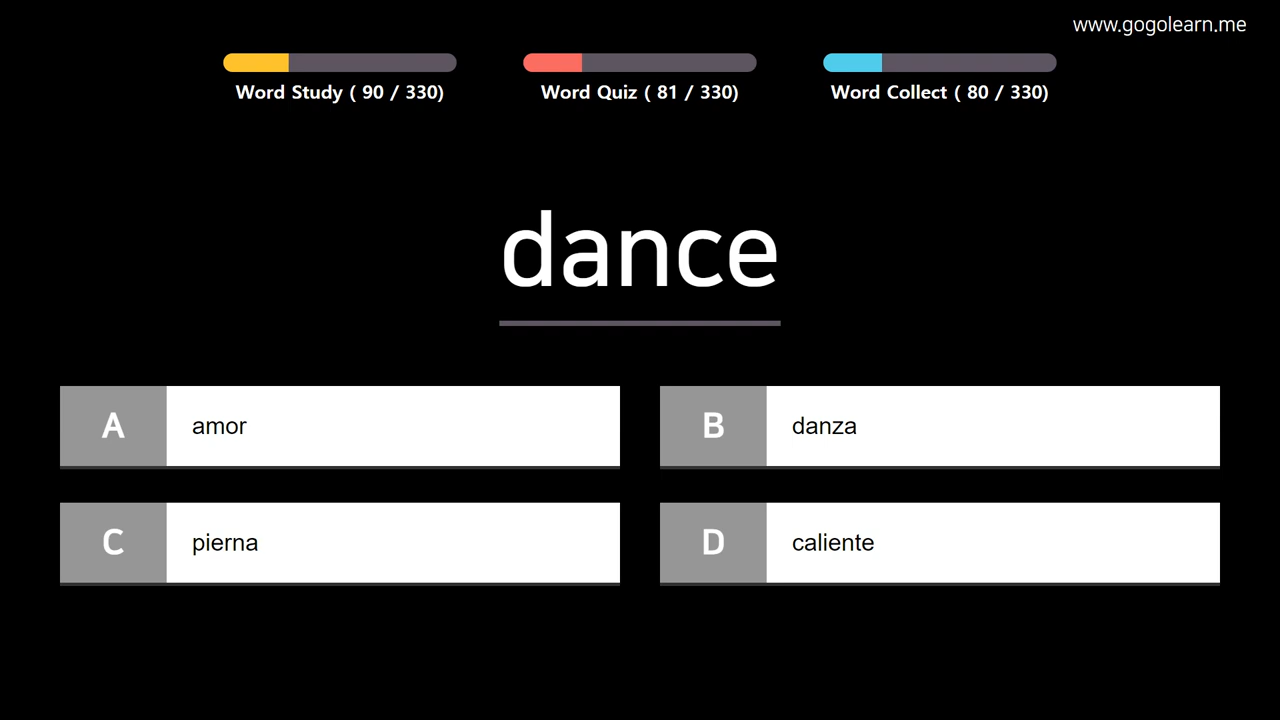 www.gogolearn.me
Word Study ( 90 / 330)
Word Quiz ( 81 / 330)
Word Collect ( 80 / 330)
dance
A amor
B danza
C pierna
D caliente